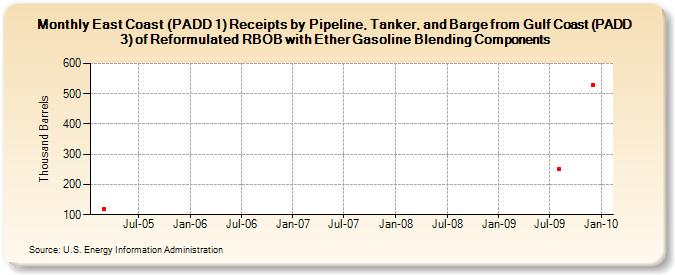 Monthly East Coast (PADD 1) Receipts by Pipeline, Tanker, and Barge from Gulf Coast (PADD
3) of Reformulated RBOB with Ether Gasoline Blending Components
Thousand Barrels
600
500
400
300
200
100
Jul-05 Jan-06 Jul-06 Jan-07 Jul-07 Jan-08 Jul-08 Jan-09 Jul-09 Jan-10
Source: U.S. Energy Information Administration